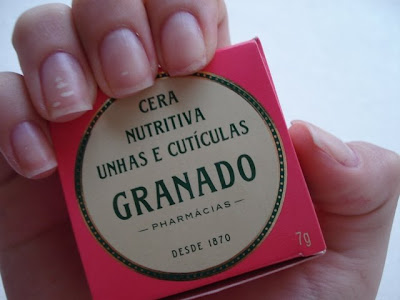 CERA
NUTRITIVA
UNHAS E CUTÍCULAS
GRANADO
PHARMÁCIAS
DESDE 1870
7g